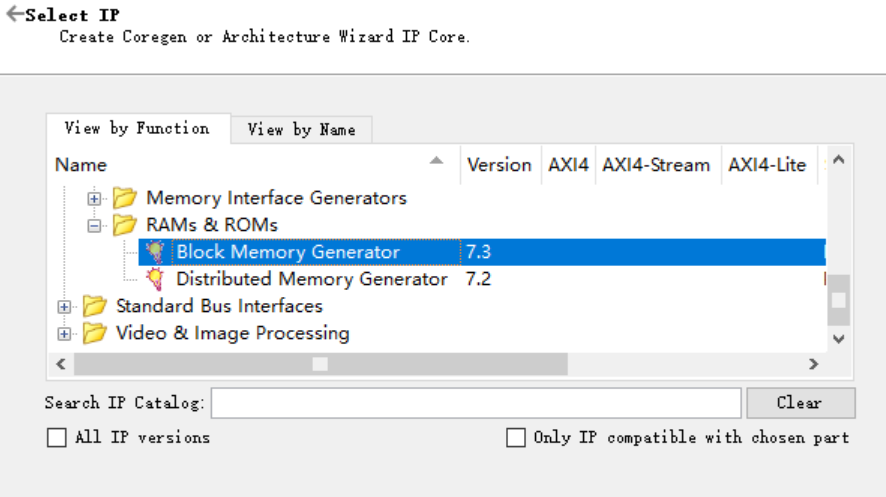 Select IP
Create Coregen or Architecture Wizard IP Core.
View by Function View by Name
Name Version AXI4 AXI4-Stream AXI4-Lite
Memory Interface Generators
RAMs & ROMs
Block Memory Generator 7.3
Distributed Memory Generator 7.2
Standard Bus Interfaces
Video & Image Processing
Search IP Catalog: Clear
All IP versions Only IP compatible with chosen part